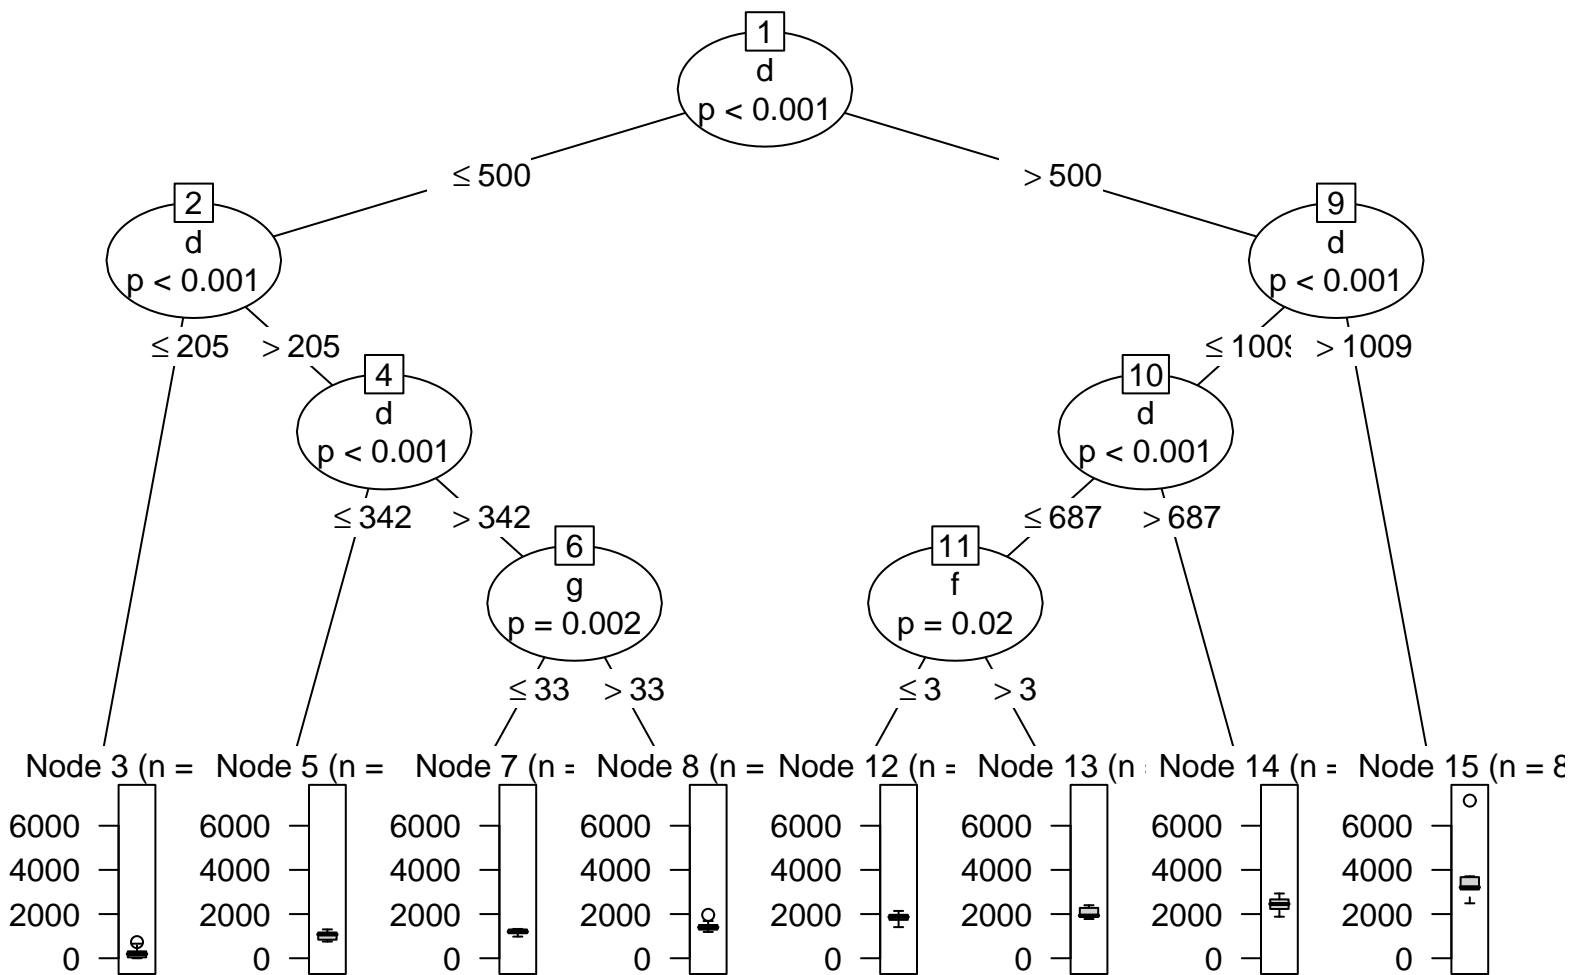 1
d
p < 0.001
≤ 500
> 500
2
d
p < 0.001
9
d
p < 0.001
≤ 205
> 205
≤ 1009
> 1009
4
d
p < 0.001
10
d
p < 0.001
≤ 342
> 342
≤ 687
> 687
6
g
p = 0.002
11
f
p = 0.02
≤ 33
> 33
≤ 3
> 3
Node 3 (n =
6000
4000
2000
0
Node 5 (n =
6000
4000
2000
0
Node 7 (n =
6000
4000
2000
0
Node 8 (n =
6000
4000
2000
0
Node 12 (n =
6000
4000
2000
0
Node 13 (n
6000
4000
2000
0
Node 14 (n =
6000
4000
2000
0
Node 15 (n = 8
6000
4000
2000
0